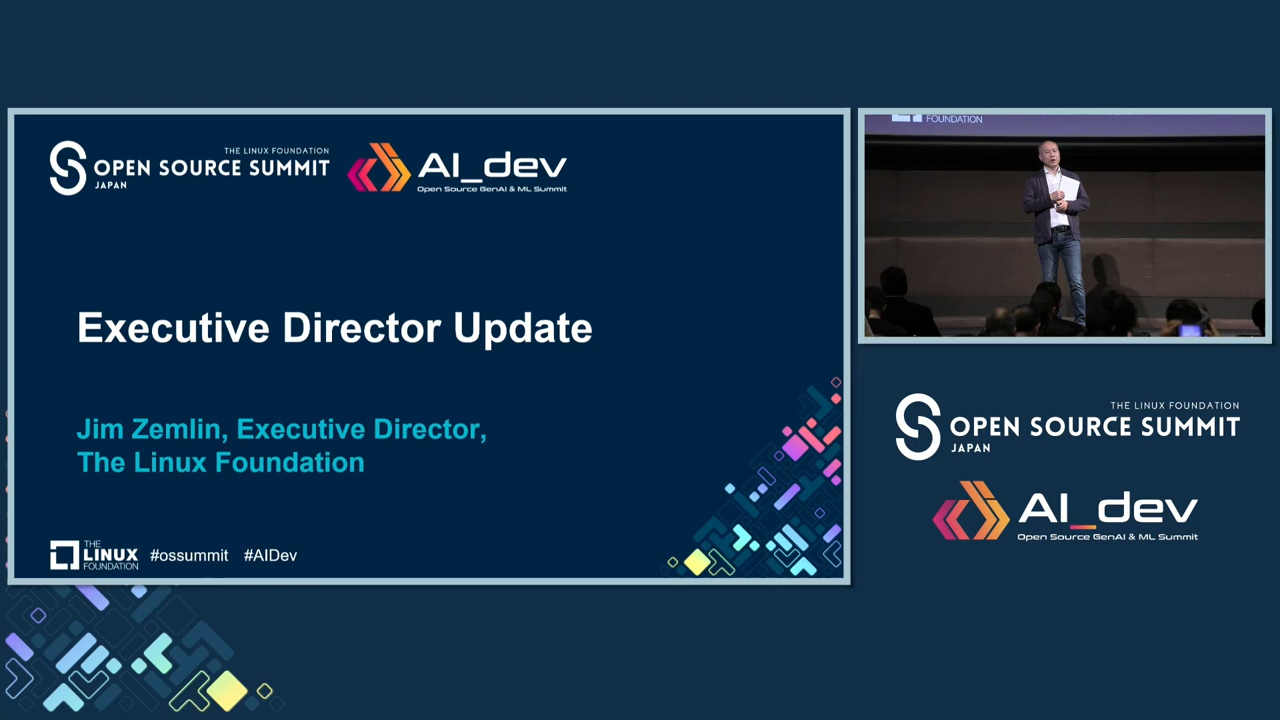 THE LINUX FOUNDATION
OPEN SOURCE SUMMIT
JAPAN
AI_dev
Open Source GenAI & ML Summit
Executive Director Update
Jim Zemlin, Executive Director,
The Linux Foundation
THE
LINUX
FOUNDATION
#ossummit #AIDev
FOUNDATION
THE LINUX FOUNDATION
OPEN SOURCE SUMMIT
JAPAN
AI_dev
Open Source GenAI & ML Summit